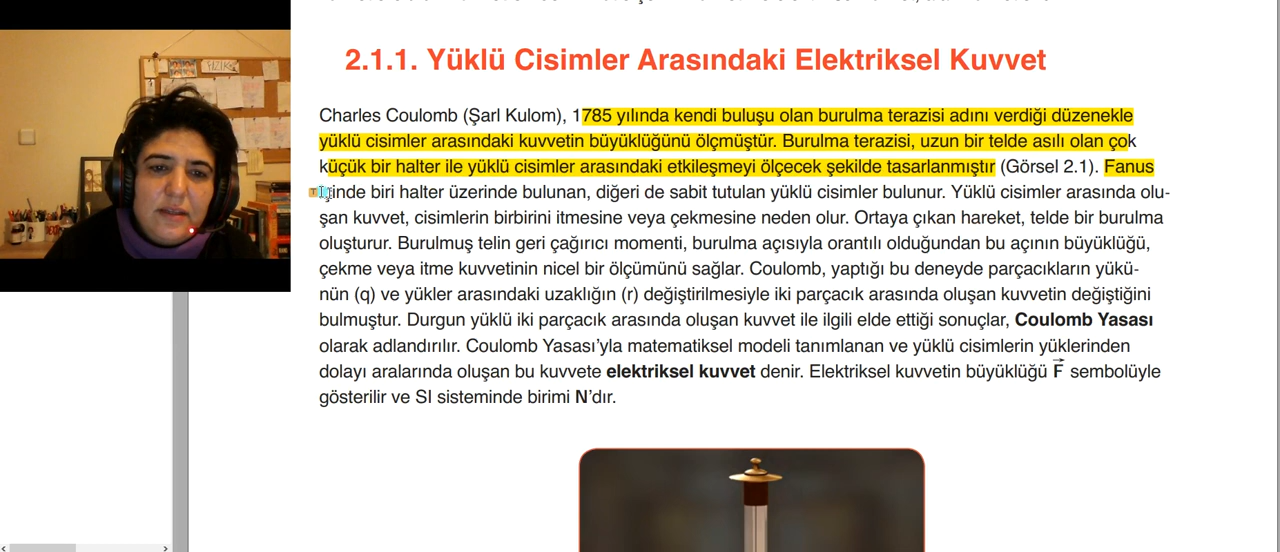 2.1.1. Yüklü Cisimler Arasındaki Elektriksel Kuvvet
Charles Coulomb (Şarl Kulom), 1785 yılında kendi buluşu olan burulma terazisi adını verdiği düzenekle
yüklü cisimler arasındaki kuvvetin büyüklüğünü ölçmüştür. Burulma terazisi, uzun bir telde asılı olan çok
küçük bir halter ile yüklü cisimler arasındaki etkileşmeyi ölçecek şekilde tasarlanmıştır (Görsel 2.1). Fanus
içinde biri halter üzerinde bulunan, diğeri de sabit tutulan yüklü cisimler bulunur. Yüklü cisimler arasında olu-
şan kuvvet, cisimlerin birbirini itmesine veya çekmesine neden olur. Ortaya çıkan hareket, telde bir burulma
oluşturur. Burulmuş telin geri çağırıcı momenti, burulma açısıyla orantılı olduğundan bu açının büyüklüğü,
çekme veya itme kuvvetinin nicel bir ölçümünü sağlar. Coulomb, yaptığı bu deneyde parçacıkların yükü-
nün (q) ve yükler arasındaki uzaklığın (r) değiştirilmesiyle iki parçacık arasında oluşan kuvvetin değiştiğini
bulmuştur. Durgun yüklü iki parçacık arasında oluşan kuvvet ile ilgili elde ettiği sonuçlar, Coulomb Yasası
olarak adlandırılır. Coulomb Yasası’yla matematiksel modeli tanımlanan ve yüklü cisimlerin yüklerinden
dolayı aralarında oluşan bu kuvvete elektriksel kuvvet denir. Elektriksel kuvvetin büyüklüğü F⃗ sembolüyle
gösterilir ve SI sisteminde birimi N’dır.
FİZİK